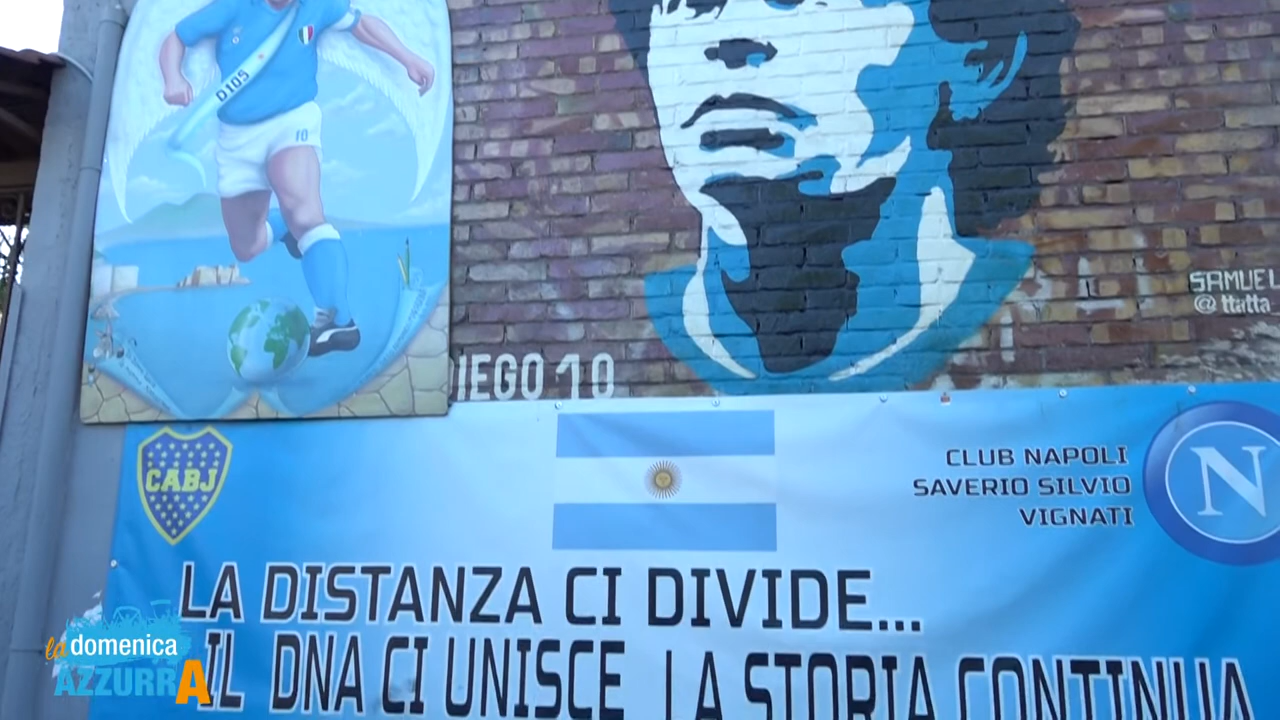 D10S
10
SAMUEL
@ttatta_
DIEGO 10
CABJ
CLUB NAPOLI
SAVERIO SILVIO
VIGNATI
N
LA DISTANZA CI DIVIDE...
IL DNA CI UNISCE LA STORIA CONTINUA
la domenica
AZZURRA